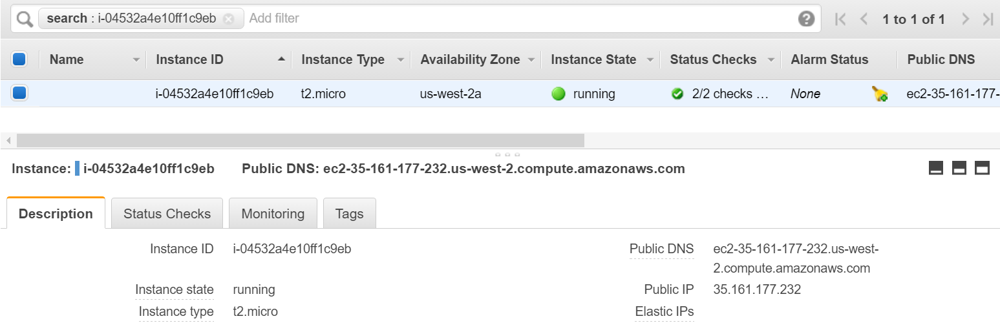 search : i-04532a4e10ff1c9eb Add filter 1 to 1 of 1
Name Instance ID Instance Type Availability Zone Instance State Status Checks Alarm Status Public DNS
i-04532a4e10ff1c9eb t2.micro us-west-2a running 2/2 checks … None ec2-35-161-177-
Instance: i-04532a4e10ff1c9eb Public DNS: ec2-35-161-177-232.us-west-2.compute.amazonaws.com
Description Status Checks Monitoring Tags
Instance ID i-04532a4e10ff1c9eb Public DNS ec2-35-161-177-232.us-west-
2.compute.amazonaws.com
Instance state running Public IP 35.161.177.232
Instance type t2.micro Elastic IPs